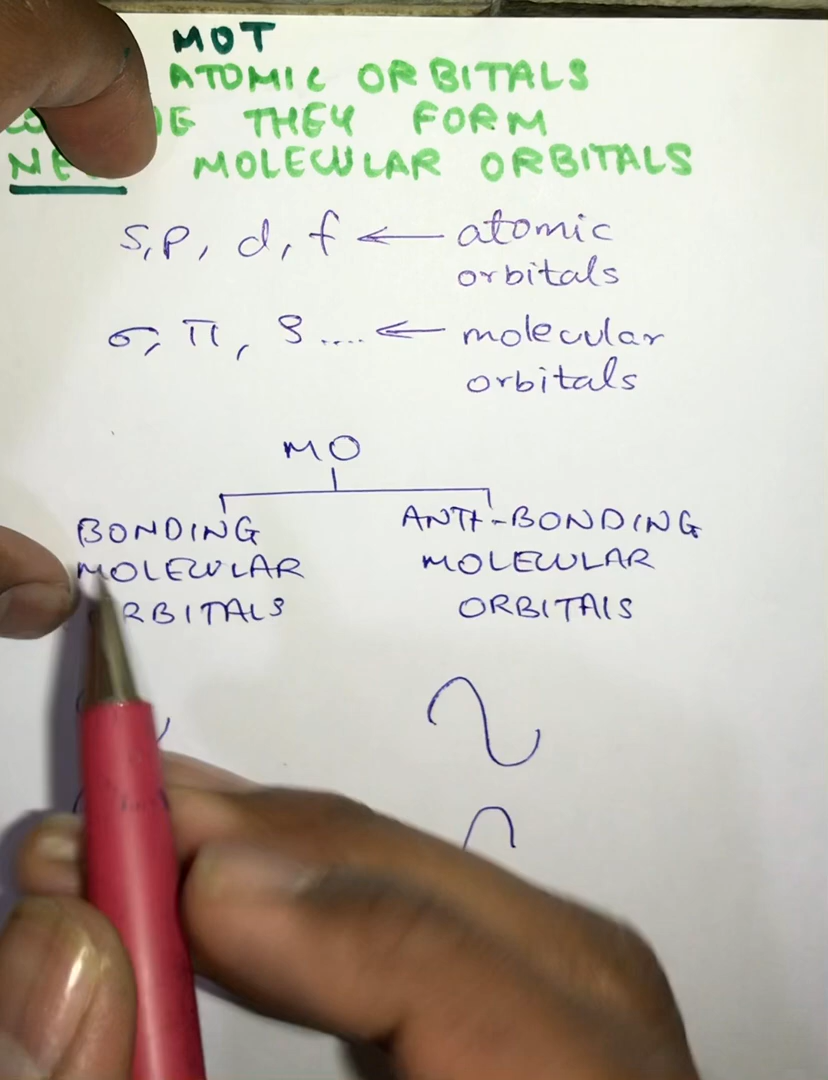 MOT
ATOMIC ORBITALS
THEY FORM
MOLECULAR ORBITALS
s, p, d, f ← atomic
orbitals
σ, π, δ .... ← molecular
orbitals
MO
BONDING ANTI-BONDING
MOLECULAR MOLECULAR
RBITALS ORBITALS